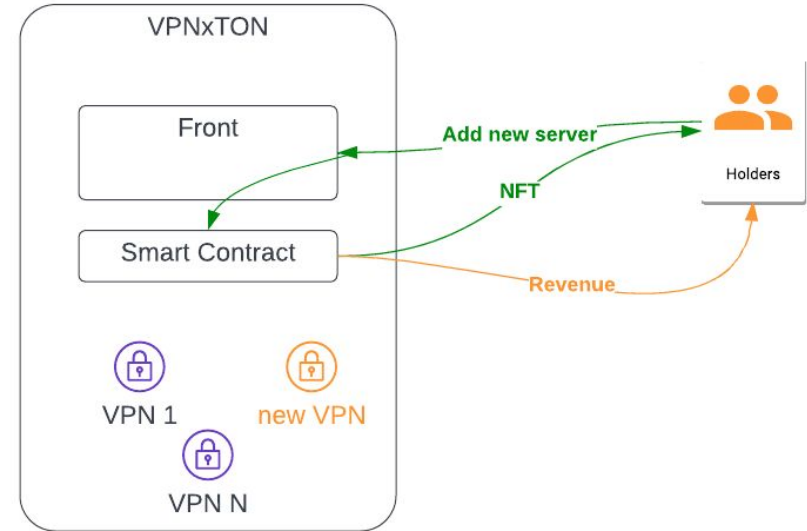 VPNxTON
Front
Add new server
Holders
NFT
Smart Contract
Revenue
VPN 1
new VPN
VPN N